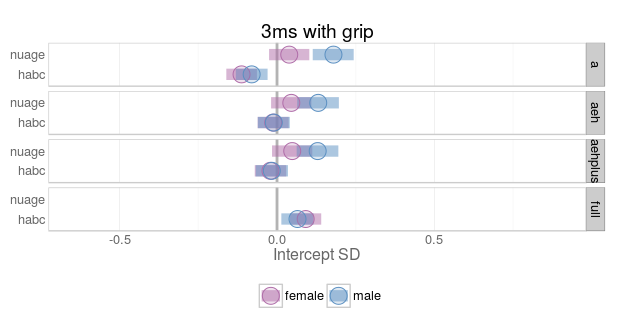 3ms with grip
nuage
habc
a
nuage
habc
aeh
nuage
habc
aehplus
nuage
habc
full
-0.5 0.0 0.5
Intercept SD
female male